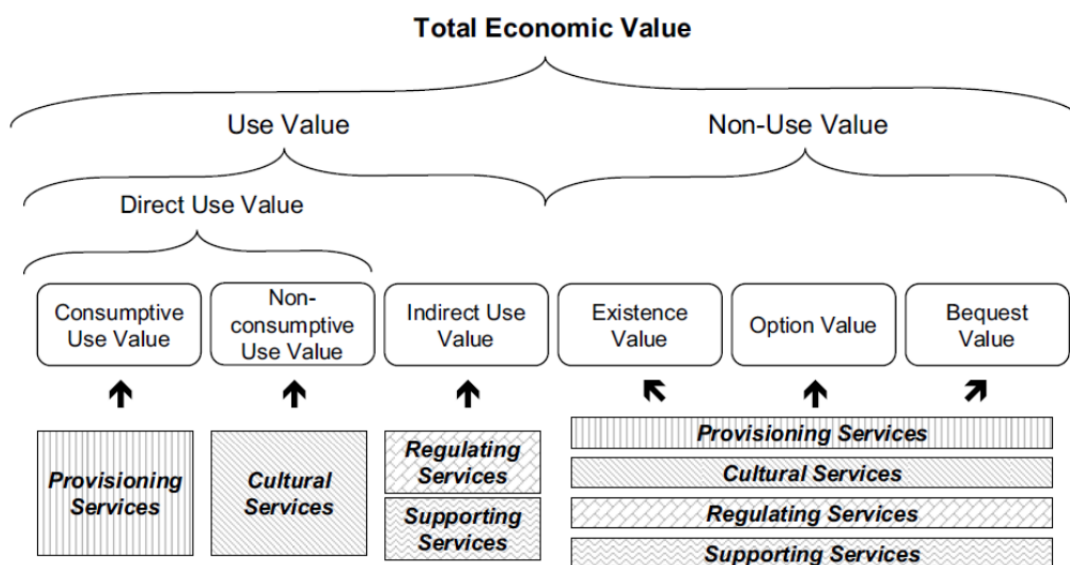 Total Economic Value
Use Value
Non-Use Value
Direct Use Value
Consumptive
Use Value
Non-
consumptive
Use Value
Indirect Use
Value
Existence
Value
Option Value
Bequest
Value
Provisioning
Services
Cultural
Services
Regulating
Services
Supporting
Services
Provisioning Services
Cultural Services
Regulating Services
Supporting Services